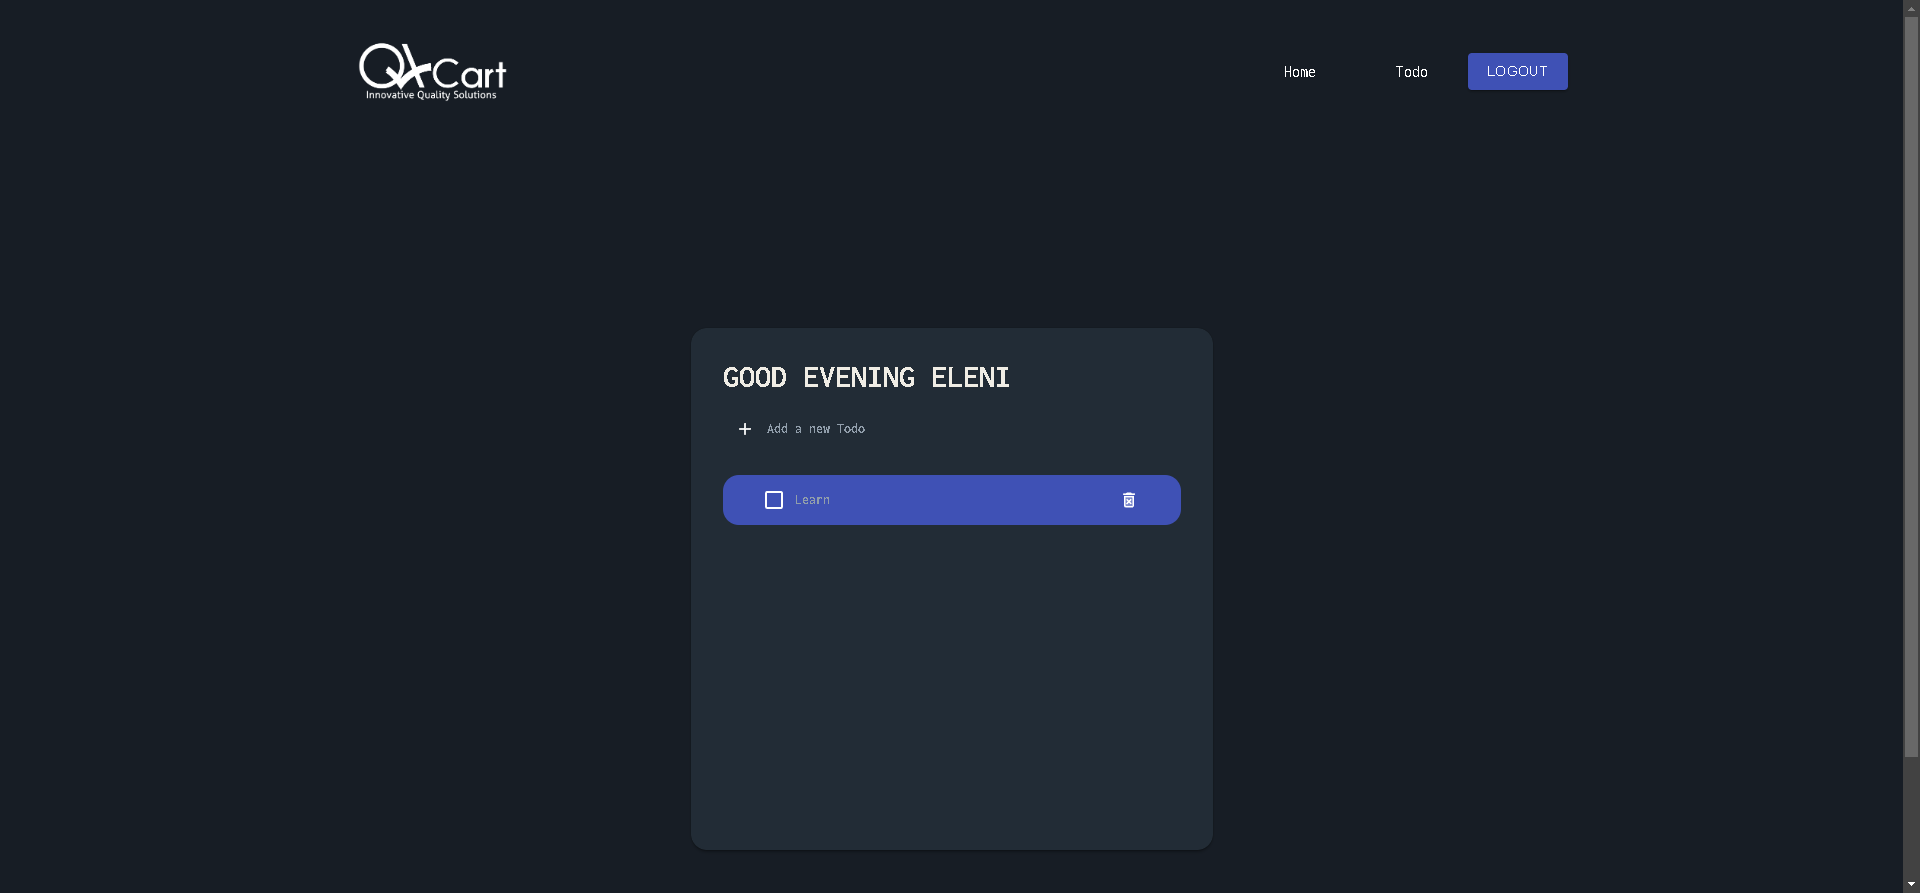 QACart
Innovative Quality Solutions
Home
Todo
LOGOUT
GOOD EVENING ELENI
Add a new Todo
Learn